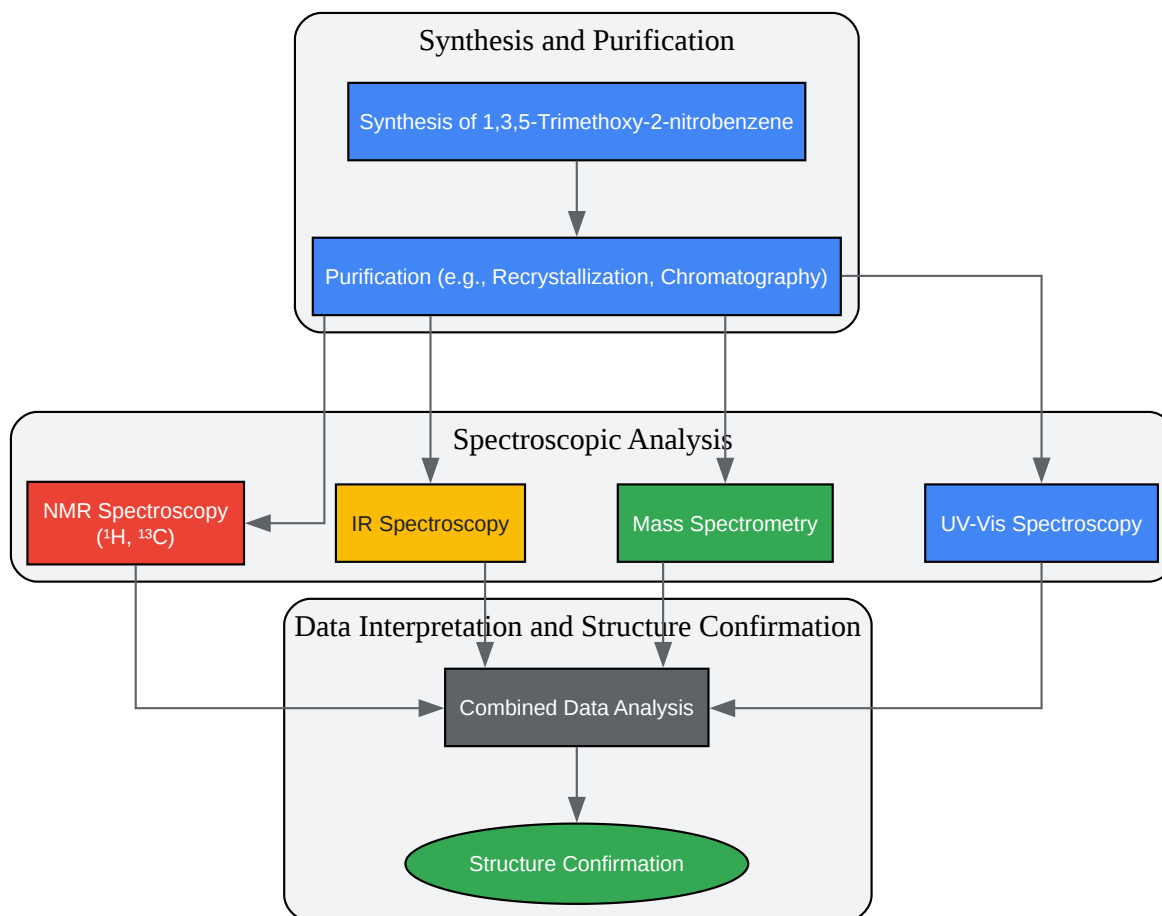 Synthesis and Purification
Synthesis of 1,3,5-Trimethoxy-2-nitrobenzene
Purification (e.g., Recrystallization, Chromatography)
Spectroscopic Analysis
NMR Spectroscopy
(¹H, ¹³C)
IR Spectroscopy
Mass Spectrometry
UV-Vis Spectroscopy
Data Interpretation and Structure Confirmation
Combined Data Analysis
Structure Confirmation